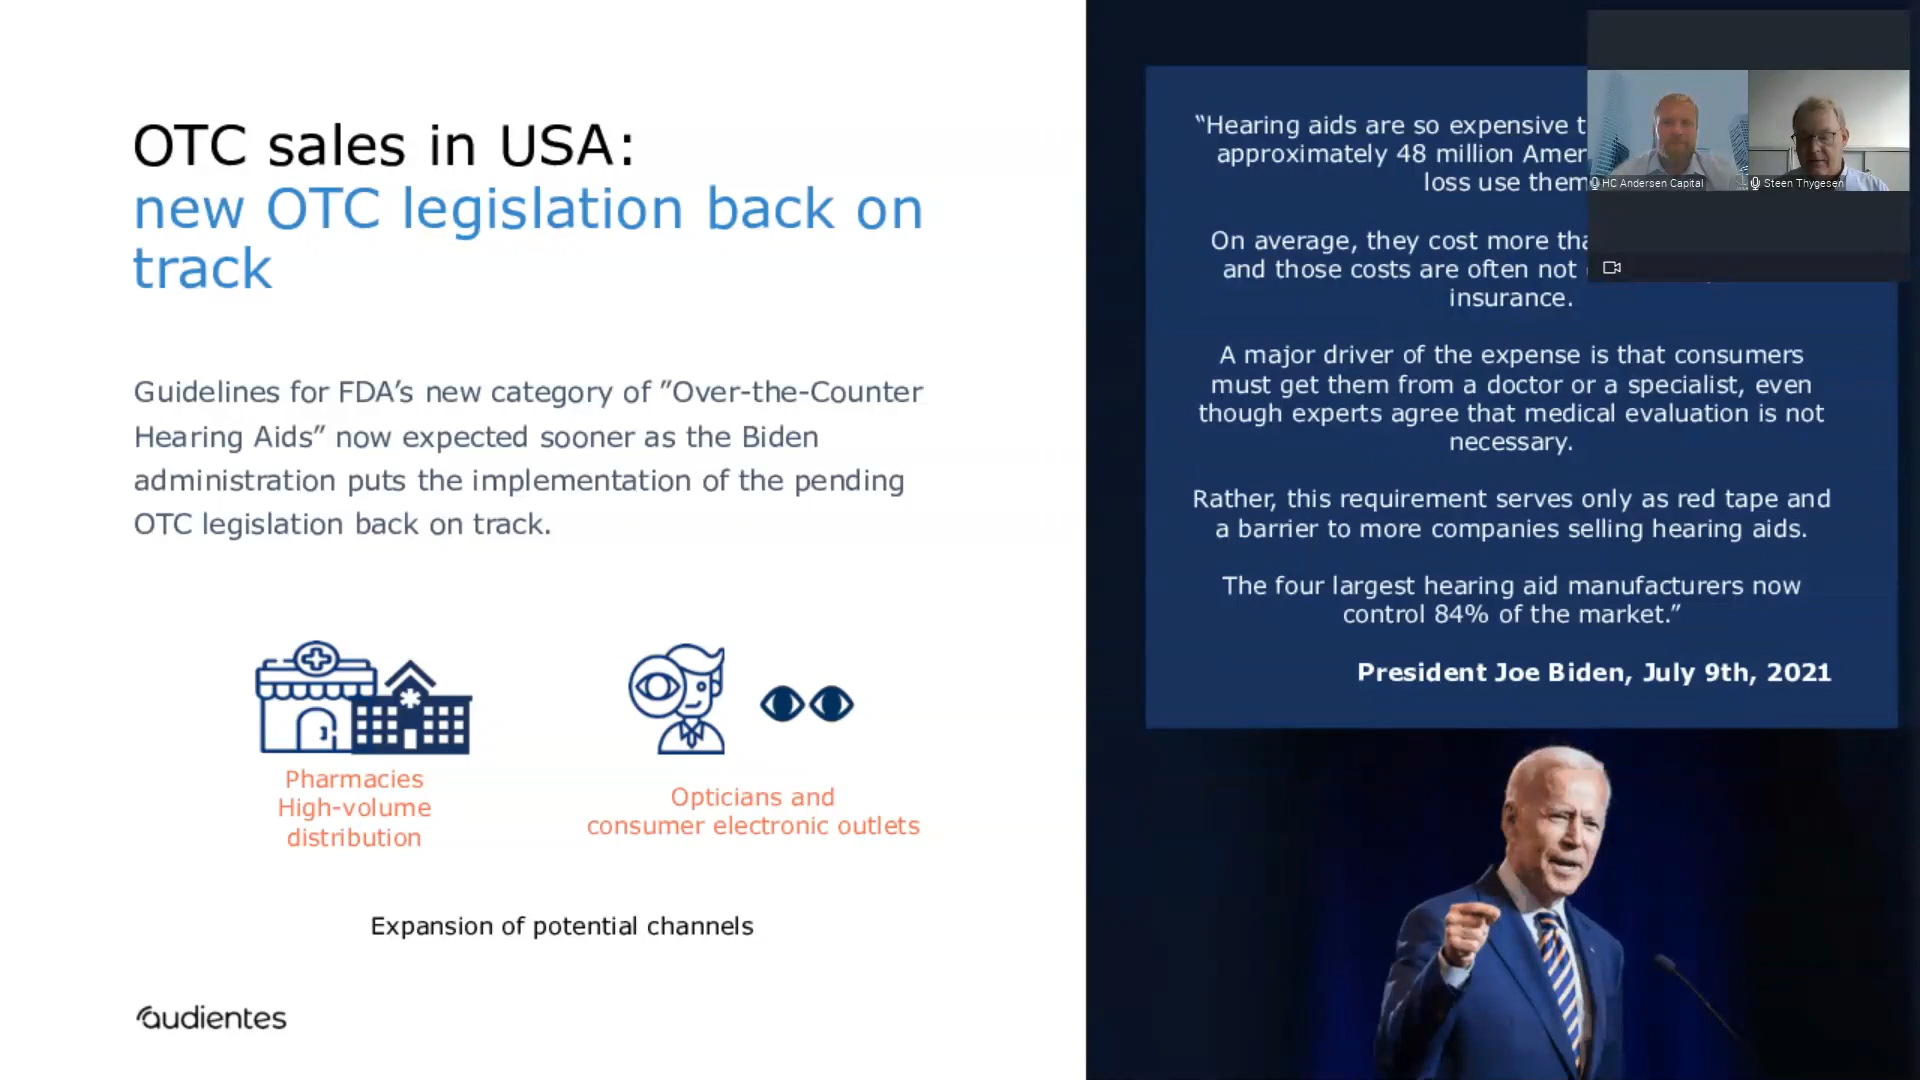 OTC sales in USA:
new OTC legislation back on
track
Guidelines for FDA’s new category of ”Over-the-Counter
Hearing Aids” now expected sooner as the Biden
administration puts the implementation of the pending
OTC legislation back on track.
Pharmacies
High-volume
distribution
Opticians and
consumer electronic outlets
Expansion of potential channels
audientes
“Hearing aids are so expensive
approximately 48 million
loss use them
On average, they cost more
and those costs are often not
insurance.
A major driver of the expense is that consumers
must get them from a doctor or a specialist, even
though experts agree that medical evaluation is not
necessary.
Rather, this requirement serves only as red tape and
a barrier to more companies selling hearing aids.
The four largest hearing aid manufacturers now
control 84% of the market.”
President Joe Biden, July 9th, 2021
HC Andersen Capital
Steen Thygesen